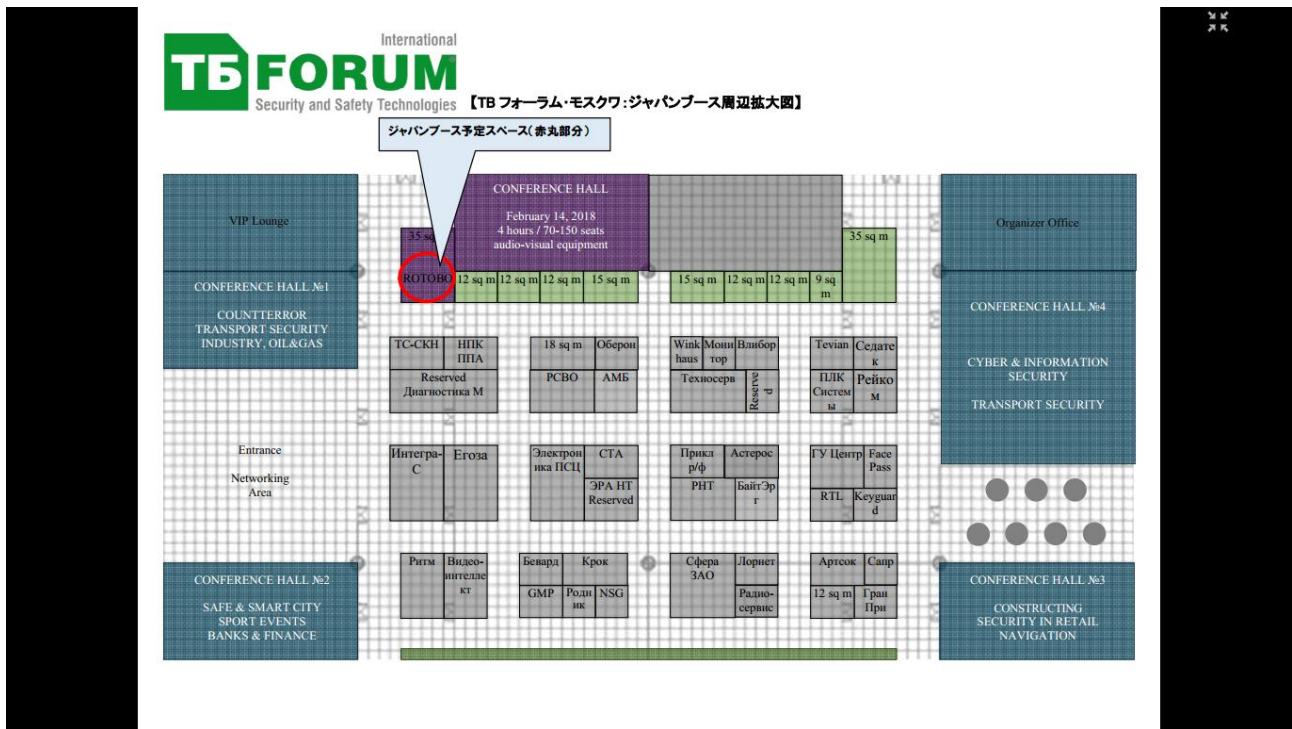 International
ТБ FORUM
Security and Safety Technologies
【TB フォーラム・モスクワ：ジャパンブース周辺拡大図】
ジャパンブース予定スペース（赤丸部分）
VIP Lounge
CONFERENCE HALL
February 14, 2018
4 hours / 70-150 seats
audio-visual equipment
Organizer Office
35 sq
35 sq m
ROTOBO
12 sq m
12 sq m
12 sq m
15 sq m
15 sq m
12 sq m
12 sq m
9 sq
m
CONFERENCE HALL №1
COUNTTERROR
TRANSPORT SECURITY
INDUSTRY, OIL&GAS
CONFERENCE HALL №4
CYBER & INFORMATION
SECURITY
TRANSPORT SECURITY
ТС-СКН
НПК
ППА
Reserved
Диагностика М
18 sq m
Оберон
РСВО
АМБ
Wink
haus
Мони
тор
Влибор
Техносерв
Reserve
d
Tevian
Седате
к
ПЛК
Систем
ы
Рейко
м
Entrance
Networking
Area
Интегра-
С
Егоза
Электрон
ика ПСЦ
СТА
ЭРА НТ
Reserved
Прикл
р/ф
Астерос
РНТ
БайтЭр
г
ГУ Центр
Face
Pass
RTL
Keyguar
d
CONFERENCE HALL №2
SAFE & SMART CITY
SPORT EVENTS
BANKS & FINANCE
Ритм
Видео-
интелле
кт
Бевард
Крок
GMP
Родн
ик
NSG
Сфера
ЗАО
Лорнет
Радио-
сервис
Артсок
Сапр
12 sq m
Гран
При
CONFERENCE HALL №3
CONSTRUCTING
SECURITY IN RETAIL
NAVIGATION